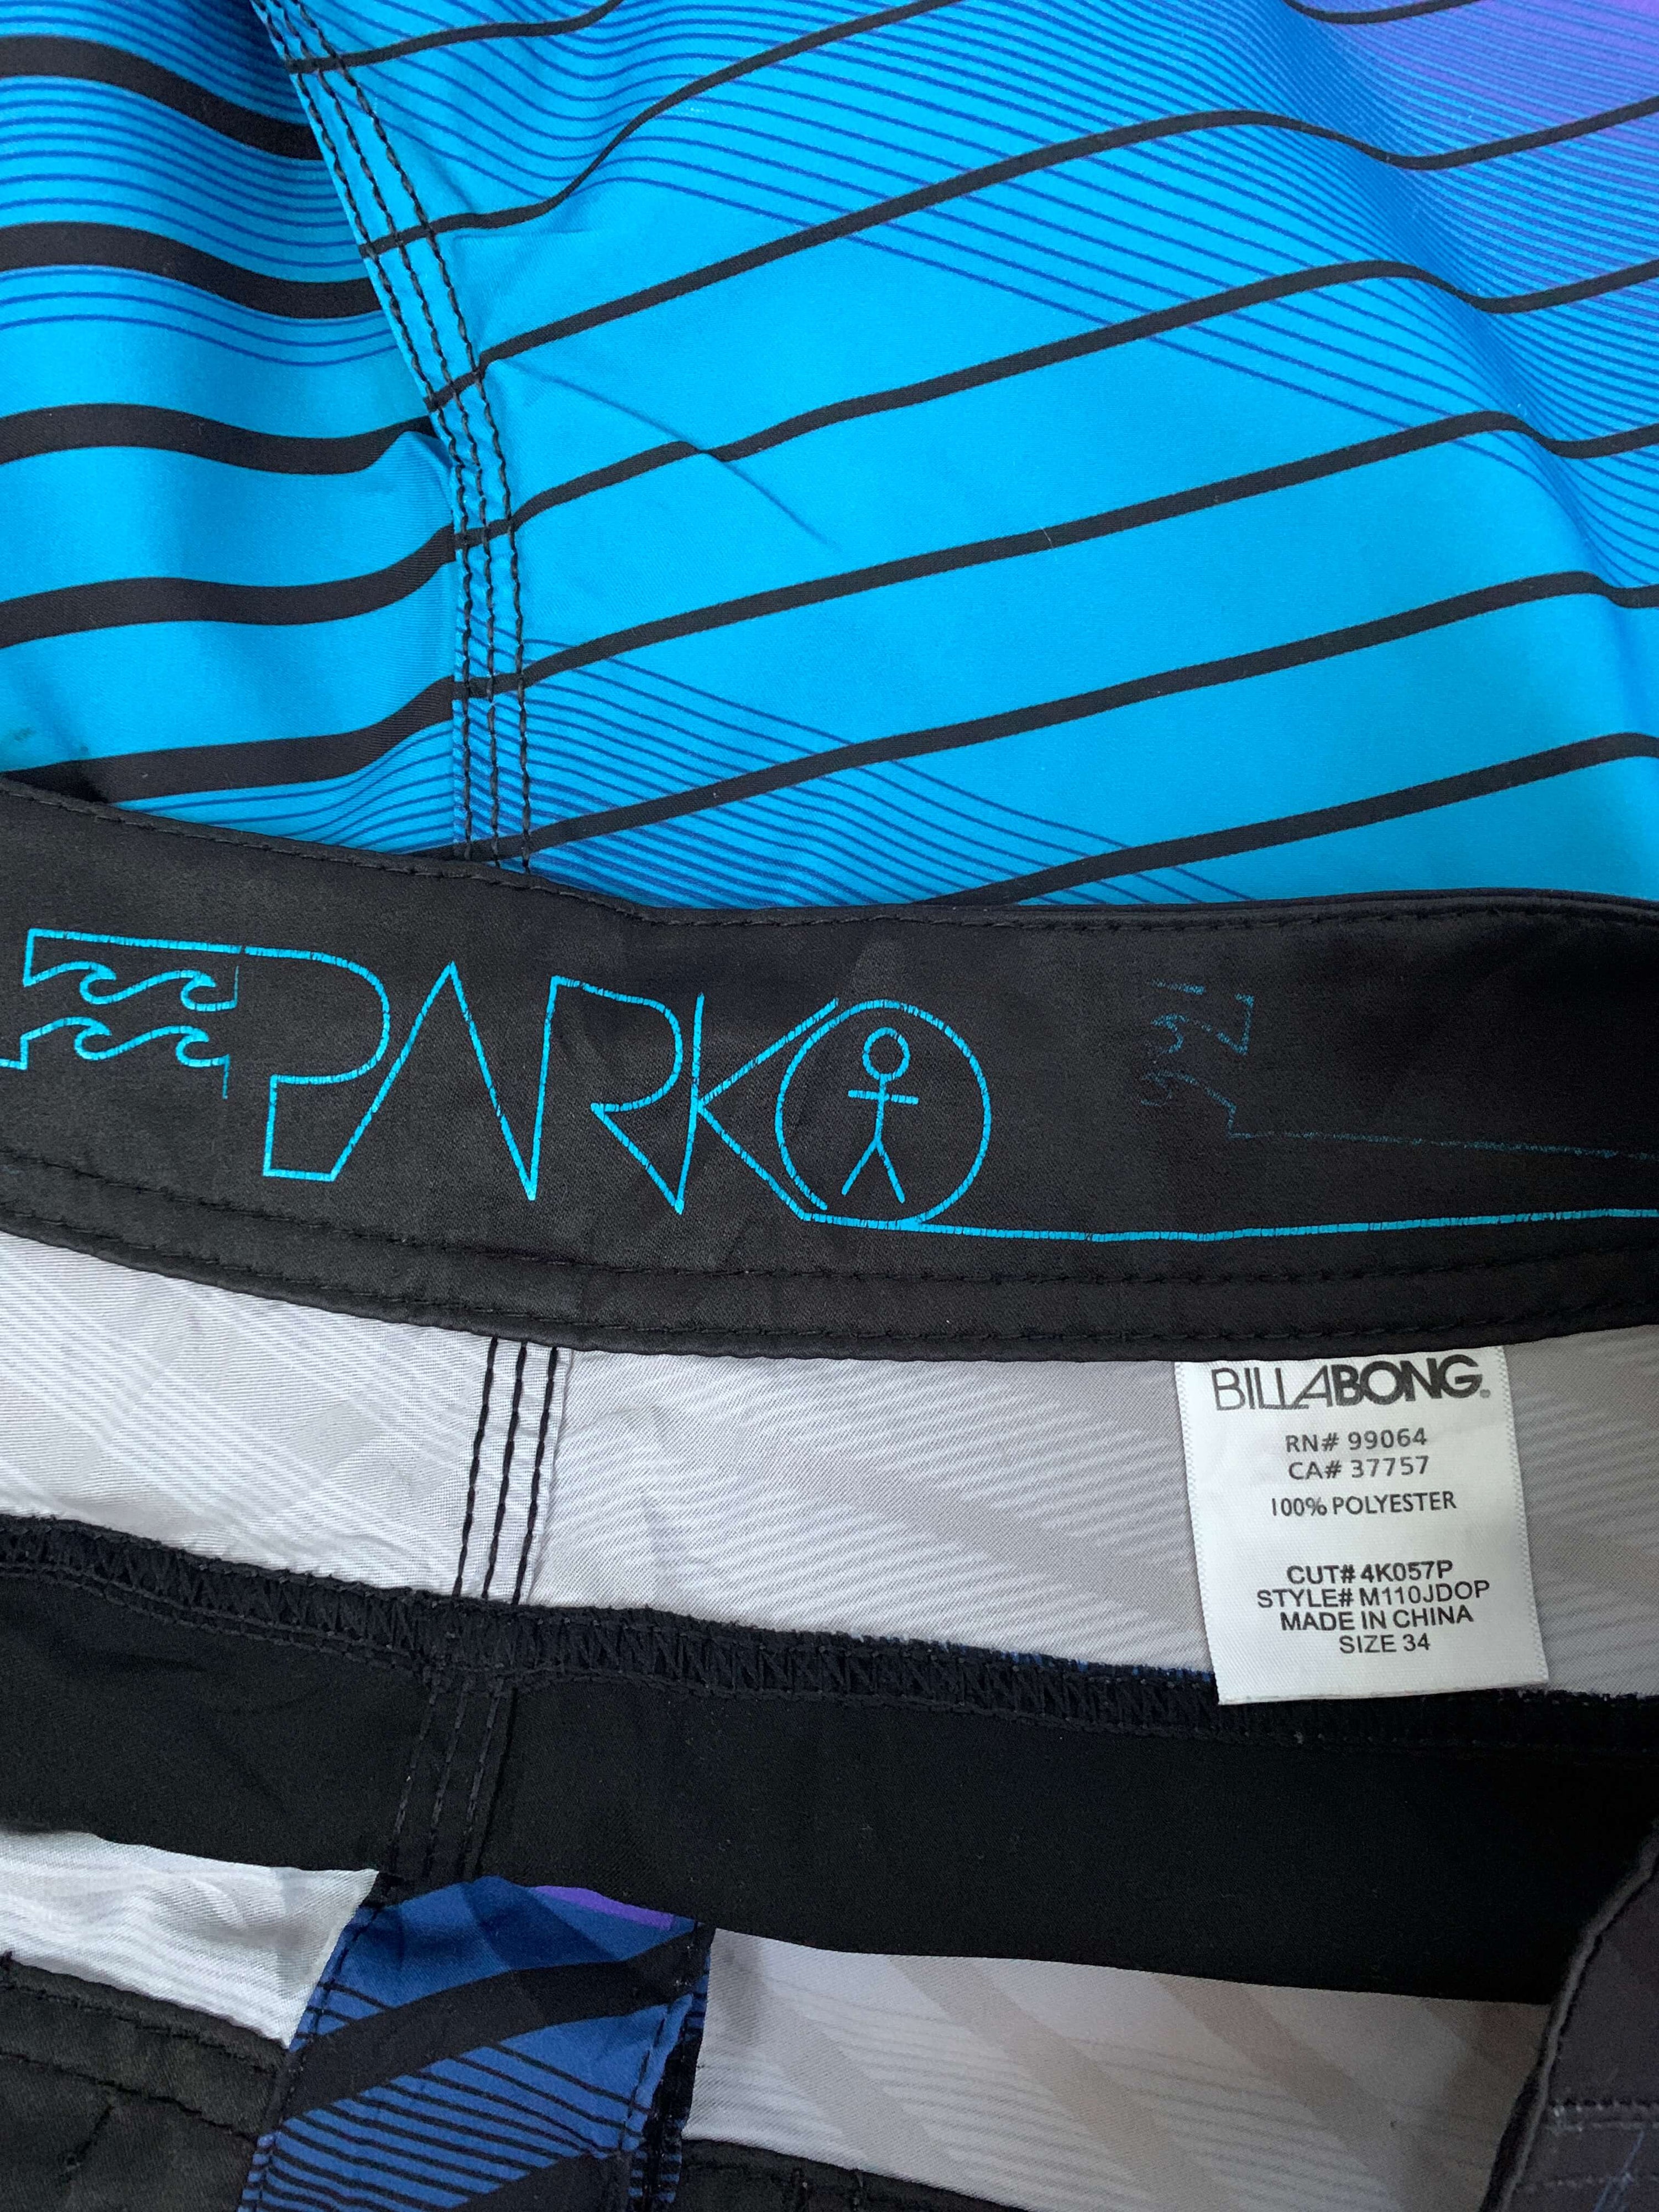 PARKO
BILLABONG®
RN# 99064
CA# 37757
100% POLYESTER
CUT# 4K057P
STYLE# M110JDOP
MADE IN CHINA
SIZE 34